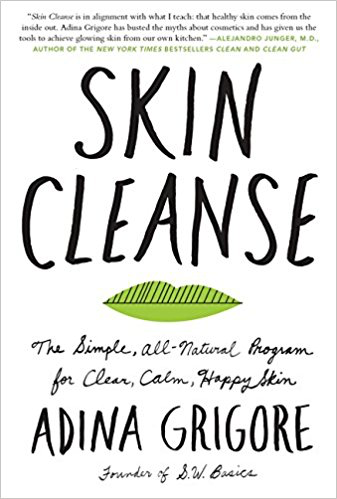 "Skin Cleanse is in alignment with what I teach: that healthy skin comes from the
inside out. Adina Grigore has busted the myths about cosmetics and has given us the
tools to achieve glowing skin from our own kitchen." —ALEJANDRO JUNGER, M.D.,
AUTHOR OF THE NEW YORK TIMES BESTSELLERS CLEAN AND CLEAN GUT
SKIN
CLEANSE
The Simple, All-Natural Program
for Clear, Calm, Happy Skin
ADINA GRIGORE
Founder of S.W. Basics